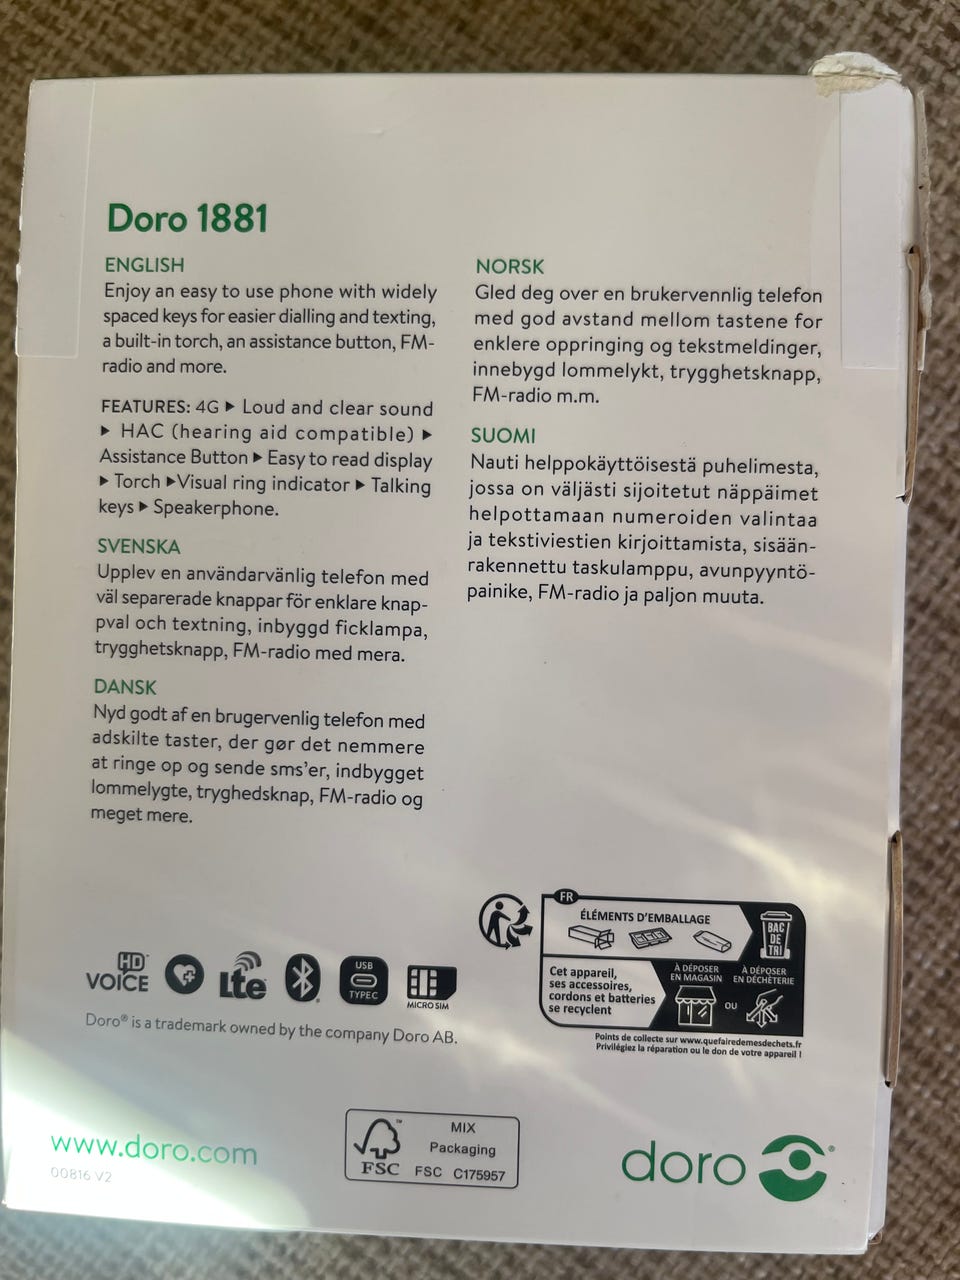 Doro 1881
ENGLISH
Enjoy an easy to use phone with widely
spaced keys for easier dialling and texting,
a built-in torch, an assistance button, FM-
radio and more.
FEATURES: 4G ▶ Loud and clear sound
▶ HAC (hearing aid compatible) ▶
Assistance Button ▶ Easy to read display
▶ Torch ▶Visual ring indicator ▶ Talking
keys ▶ Speakerphone.
SVENSKA
Upplev en användarvänlig telefon med
väl separerade knappar för enklare knap-
pval och textning, inbyggd ficklampa,
trygghetsknapp, FM-radio med mera.
DANSK
Nyd godt af en brugervenlig telefon med
adskilte taster, der gør det nemmere
at ringe op og sende sms'er, indbygget
lommelygte, tryghedsknap, FM-radio og
meget mere.
NORSK
Gled deg over en brukervennlig telefon
med god avstand mellom tastene for
enklere oppringing og tekstmeldinger,
innebygd lommelykt, trygghetsknapp,
FM-radio m.m.
SUOMI
Nauti helppokäyttöisestä puhelimesta,
jossa on väljästi sijoitetut näppäimet
helpottamaan numeroiden valintaa
ja tekstiviestien kirjoittamista, sisään-
rakennettu taskulamppu, avunpyyntö-
painike, FM-radio ja paljon muuta.
FR
ÉLÉMENTS D'EMBALLAGE
BAC
DE
TRI
Cet appareil,
ses accessoires,
cordons et batteries
se recyclent
À DÉPOSER
EN MAGASIN
OU
À DÉPOSER
EN DÉCHÈTERIE
Points de collecte sur www.quefairedemesdechets.fr
Privilégiez la réparation ou le don de votre appareil !
HD
VOICE
Lte
USB
TYPE C
MICRO SIM
Doro® is a trademark owned by the company Doro AB.
www.doro.com
00816 V2
FSC™
MIX
Packaging
FSC C175957
doro®